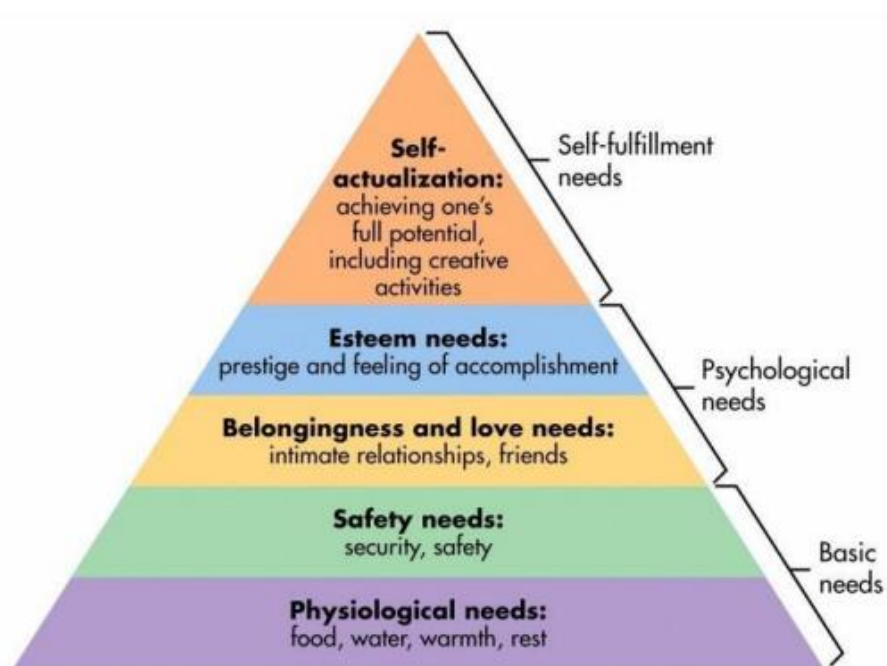 Self-
actualization:
achieving one's
full potential,
including creative
activities
Self-fulfillment
needs
Esteem needs:
prestige and feeling of accomplishment
Psychological
needs
Belongingness and love needs:
intimate relationships, friends
Safety needs:
security, safety
Basic
needs
Physiological needs:
food, water, warmth, rest